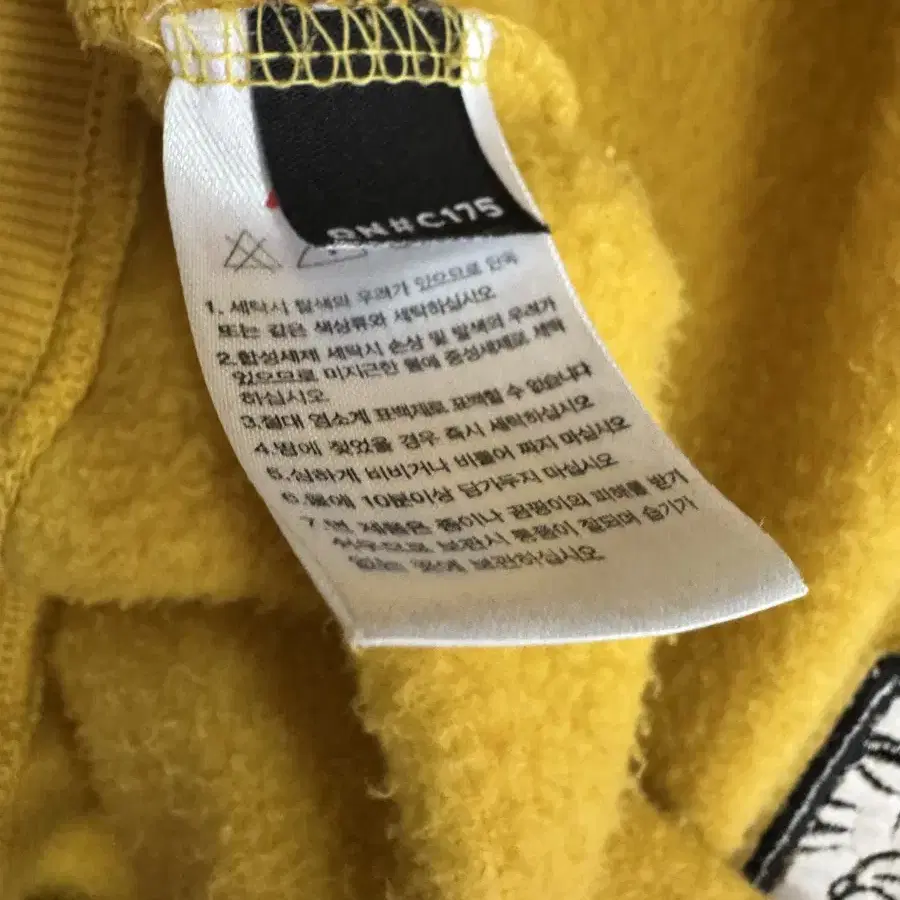 RN#C175
1. 세탁시 탈색의 우려가 있으므로 단독
또는 같은 색상류와 세탁하십시오
2.합성세제 세탁시 손상 및 탈색의 우려가
있으므로 미지근한 물에 중성세제로 세탁
하십시오.
3.절대 염소계 표백제로 표백할 수 없습니다
4.땀에 젖었을 경우 즉시 세탁하십시오
5.심하게 비비거나 비틀어 짜지 마십시오
6.물에 10분이상 담가두지 마십시오
7.면 제품은 좀이나 곰팡이의 피해를 받기
쉬우므로 보관시 통풍이 잘되며 습기가
없는 곳에 보관하십시오